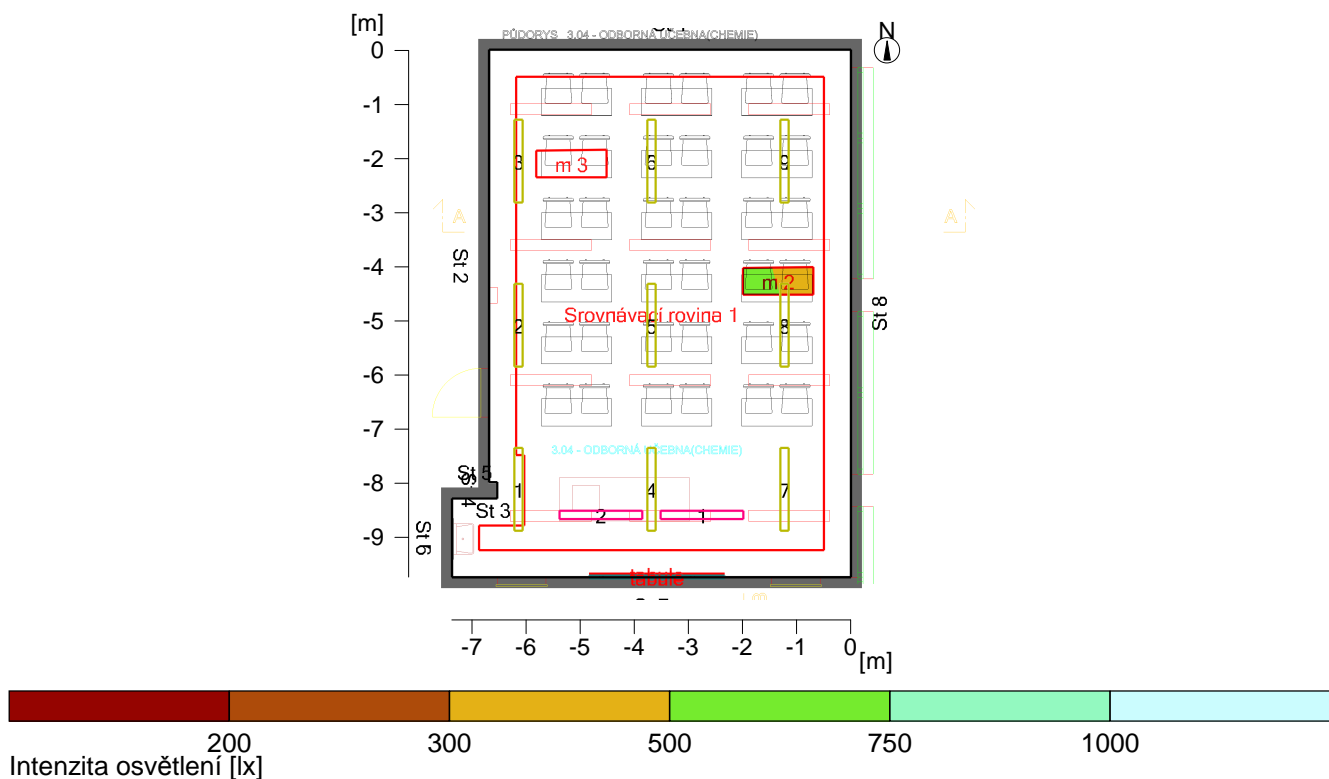 [m]
PŮDORYS 3.04 - ODBORNÁ UČEBNA(CHEMIE)
N
0
-1
-2
-3
-4
-5
-6
-7
-8
-9
3
6
9
m 3
A
A
St 2
m 2
St 8
Srovnávací rovina 1
2
5
8
3.04 - ODBORNÁ UČEBNA(CHEMIE)
St 5
St 4
St 3
1
4
7
2
1
St 6
tabule
-7
-6
-5
-4
-3
-2
-1
0
[m]
200
300
500
750
1000
Intenzita osvětlení [lx]